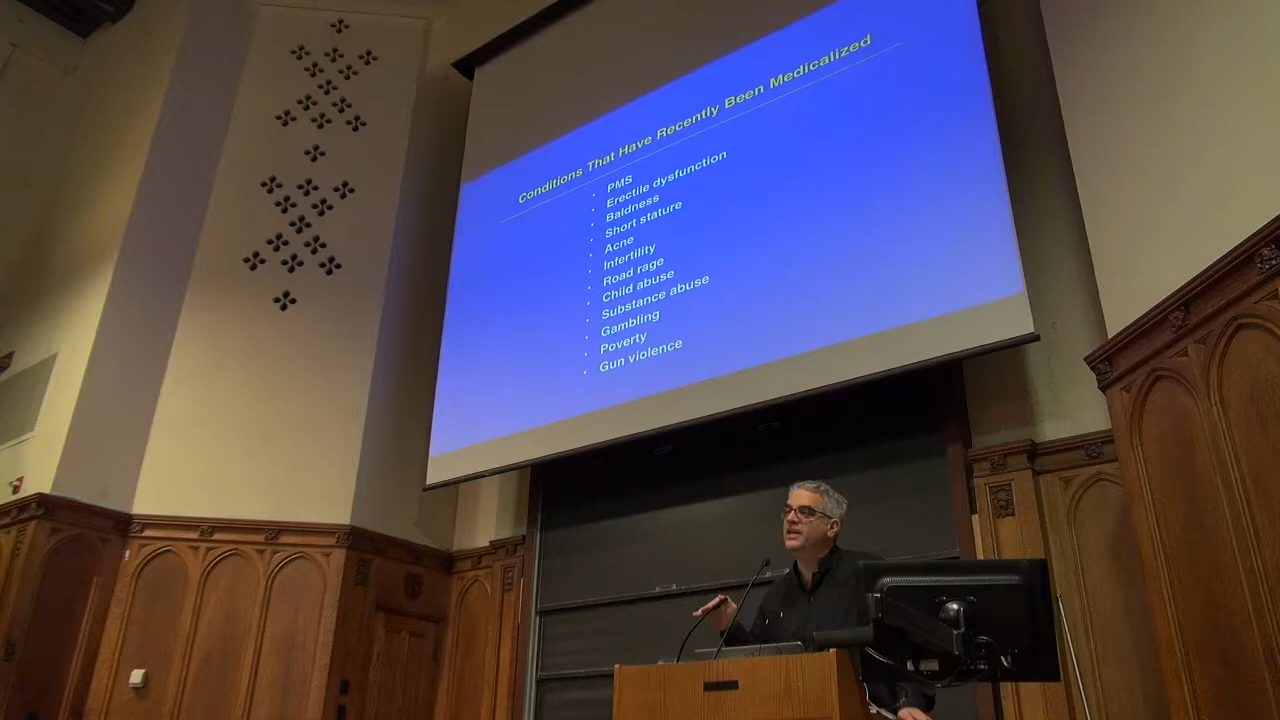 Conditions That Have Recently Been Medicalized
• PMS
• Erectile dysfunction
• Baldness
• Short stature
• Acne
• Infertility
• Road rage
• Child abuse
• Substance abuse
• Gambling
• Poverty
• Gun violence